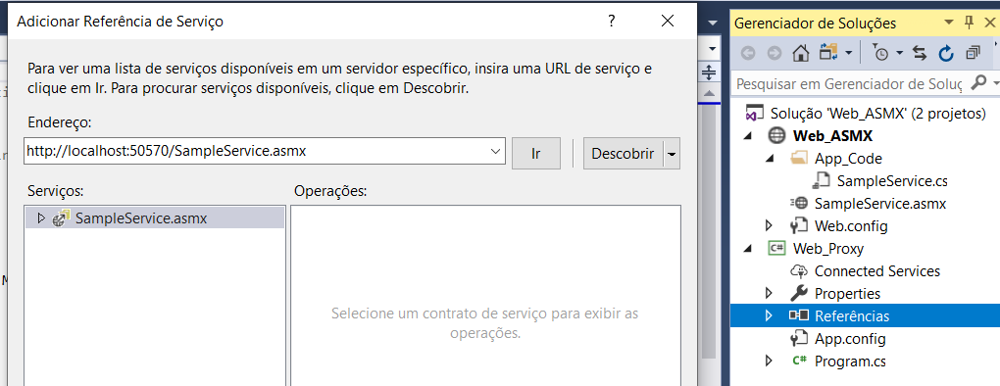 Adicionar Referência de Serviço
?
Para ver uma lista de serviços disponíveis em um servidor específico, insira uma URL de serviço e
clique em Ir. Para procurar serviços disponíveis, clique em Descobrir.
Endereço:
http://localhost:50570/SampleService.asmx
Ir
Descobrir
Serviços:
Operações:
SampleService.asmx
Selecione um contrato de serviço para exibir as
operações.
Gerenciador de Soluções
Pesquisar em Gerenciador de Soluç
Solução 'Web_ASMX' (2 projetos)
Web_ASMX
App_Code
SampleService.cs
SampleService.asmx
Web.config
C# Web_Proxy
Connected Services
Properties
Referências
App.config
C# Program.cs